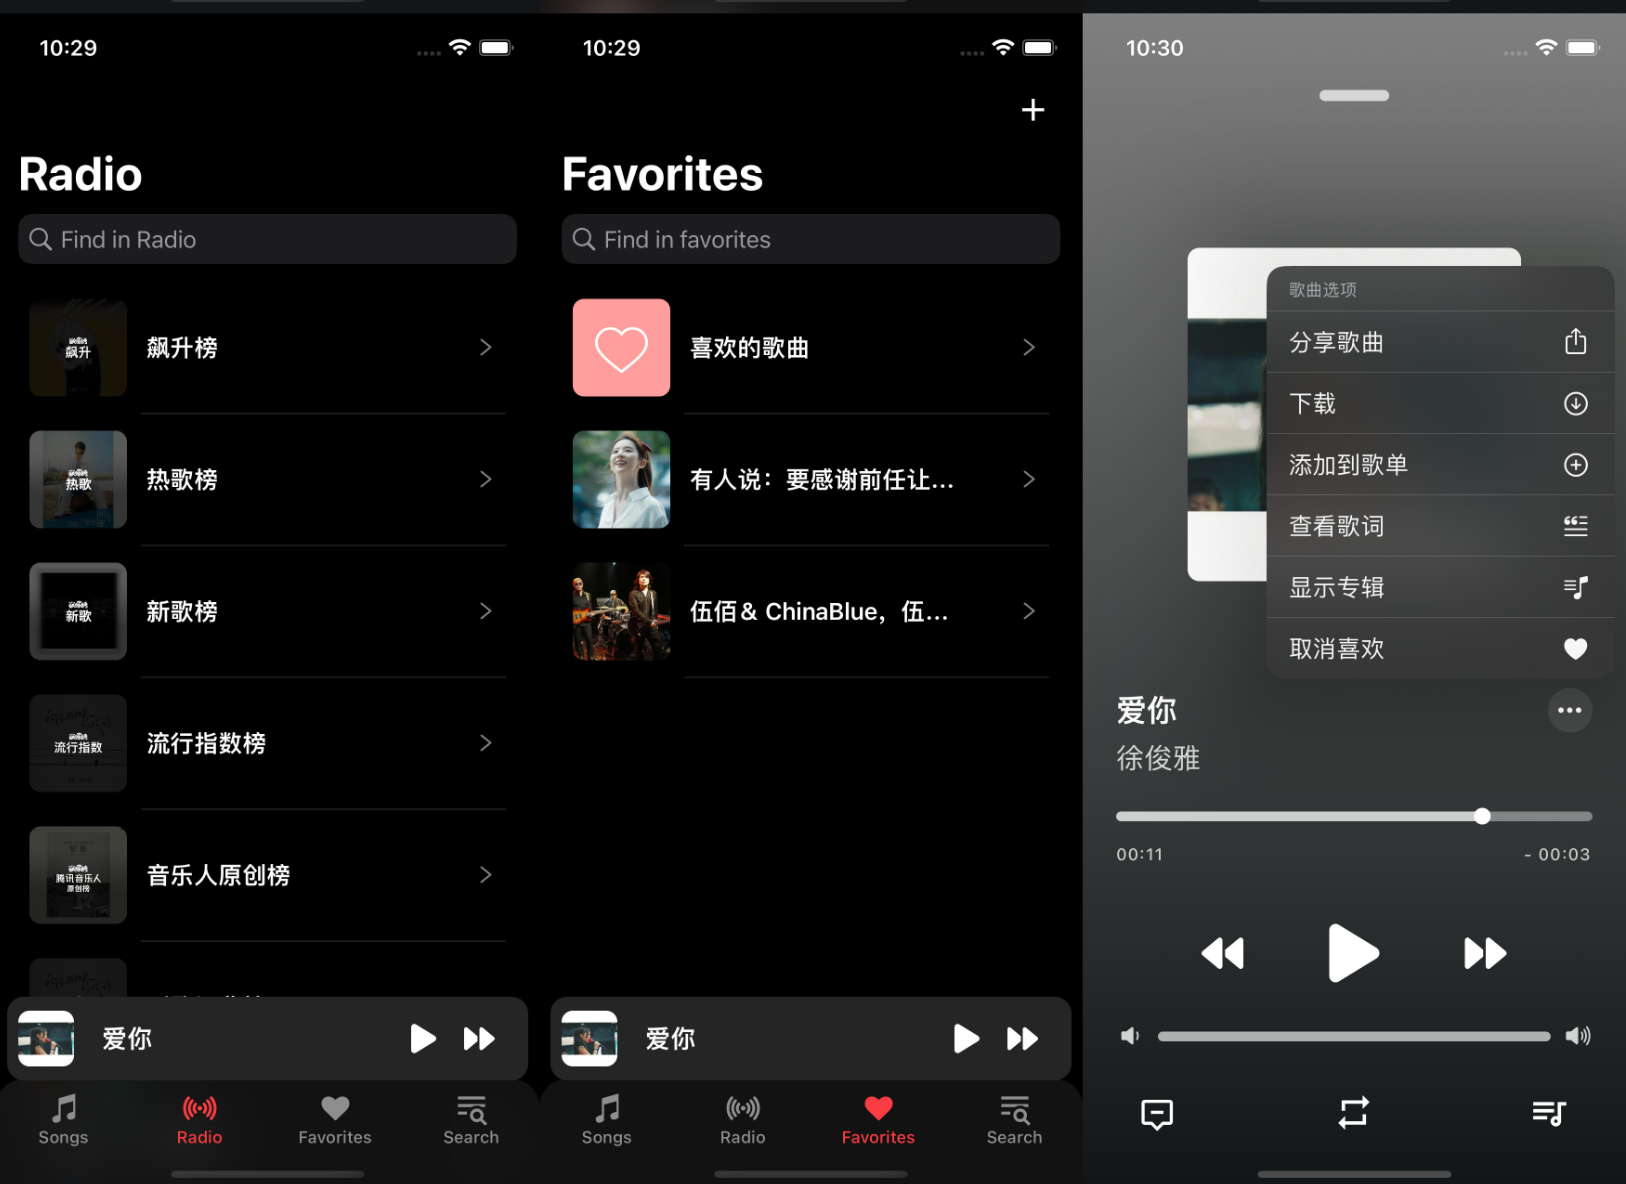 10:29
Radio
Find in Radio
飙升
飙升榜
热歌
热歌榜
新歌
新歌榜
流行指数
流行指数榜
腾讯音乐人
原创榜
音乐人原创榜
爱你
Songs
Radio
Favorites
Search
10:29
Favorites
Find in favorites
喜欢的歌曲
有人说：要感谢前任让...
伍佰& ChinaBlue，伍...
爱你
Songs
Radio
Favorites
Search
10:30
歌曲选项
分享歌曲
下载
添加到歌单
查看歌词
显示专辑
取消喜欢
爱你
徐俊雅
00:11
- 00:03